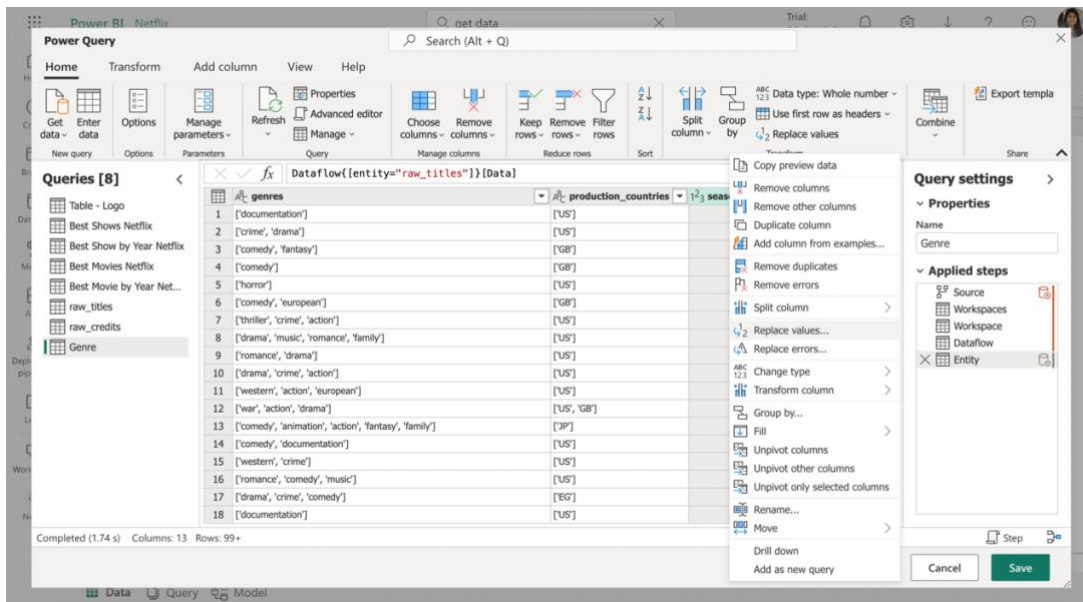 Power BI Netflix
get data
Trial:
Power Query
Search (Alt + Q)
Home Transform Add column View Help
Get data
Enter data
Options
Manage parameters
Refresh
Properties
Advanced editor
Manage
Choose columns
Remove columns
Keep rows
Remove rows
Filter rows
Split column
Group by
Data type: Whole number
Use first row as headers
Replace values
Combine
Export templa
New query Options Parameters Query Manage columns Reduce rows Sort Share
Queries [8]
Table - Logo
Best Shows Netflix
Best Show by Year Netflix
Best Movies Netflix
Best Movie by Year Net...
raw_titles
raw_credits
Genre
fx Dataflow{[entity="raw_titles"]}[Data]
genres production_countries seas
1 ['documentation'] ['US']
2 ['crime', 'drama'] ['US']
3 ['comedy', 'fantasy'] ['GB']
4 ['comedy'] ['GB']
5 ['horror'] ['US']
6 ['comedy', 'european'] ['GB']
7 ['thriller', 'crime', 'action'] ['US']
8 ['drama', 'music', 'romance', 'family'] ['US']
9 ['romance', 'drama'] ['US']
10 ['drama', 'crime', 'action'] ['US']
11 ['western', 'action', 'european'] ['US']
12 ['war', 'action', 'drama'] ['US', 'GB']
13 ['comedy', 'animation', 'action', 'fantasy', 'family'] ['JP']
14 ['comedy', 'documentation'] ['US']
15 ['western', 'crime'] ['US']
16 ['romance', 'comedy', 'music'] ['US']
17 ['drama', 'crime', 'comedy'] ['EG']
18 ['documentation'] ['US']
Copy preview data
Remove columns
Remove other columns
Duplicate column
Add column from examples...
Remove duplicates
Remove errors
Split column
Replace values...
Replace errors...
Change type
Transform column
Group by...
Fill
Unpivot columns
Unpivot other columns
Unpivot only selected columns
Rename...
Move
Drill down
Add as new query
Query settings
Properties
Name
Genre
Applied steps
Source
Workspaces
Workspace
Dataflow
Entity
Completed (1.74 s) Columns: 13 Rows: 99+
Step
Cancel
Save
Data Query Model